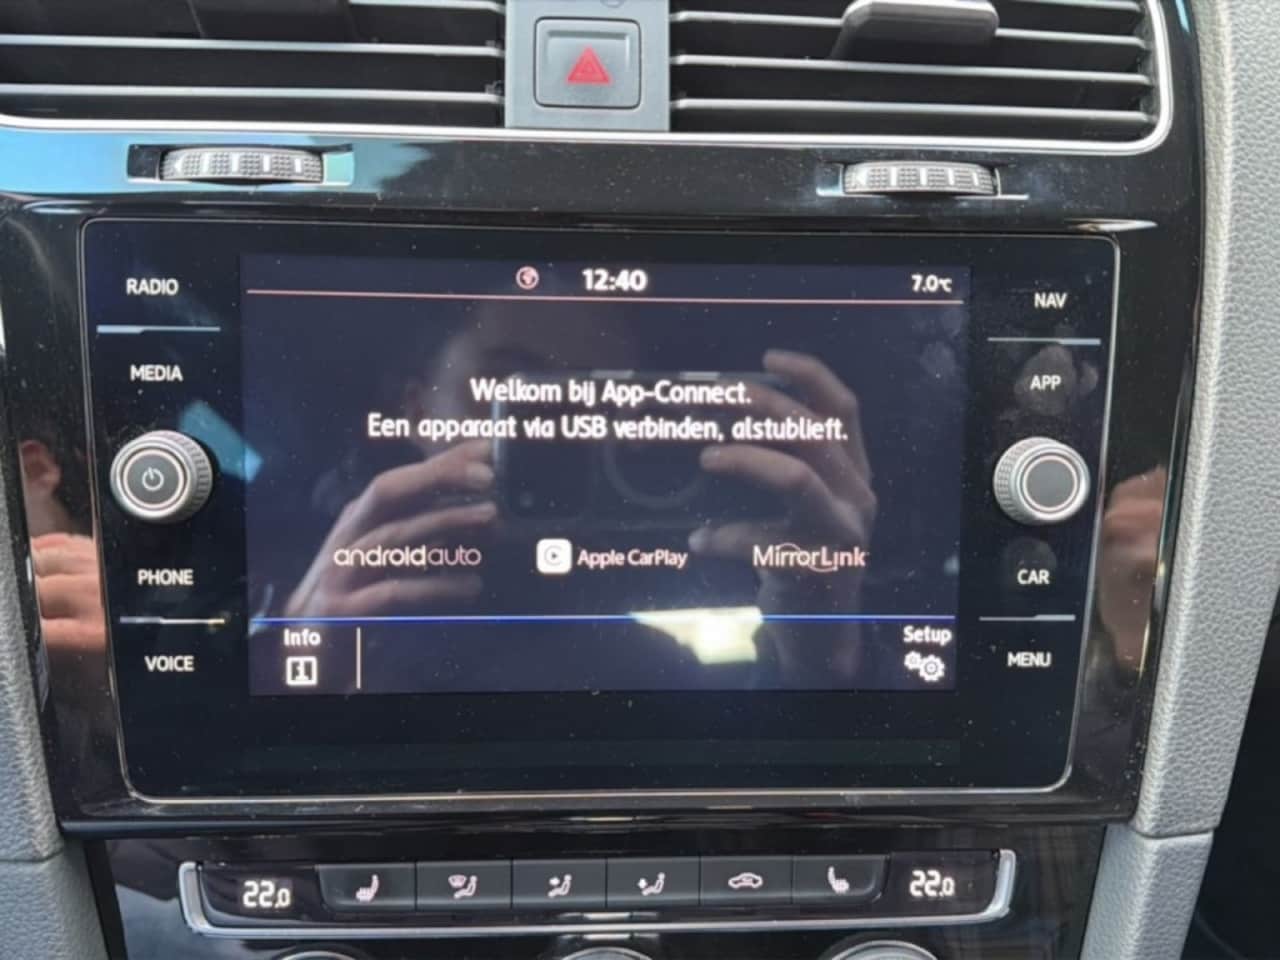 RADIO
12:40
7.0℃
NAV
MEDIA
APP
Welkom bij App-Connect.
Een apparaat via USB verbinden, alstublieft.
androidauto
Apple CarPlay
MirrorLink
PHONE
CAR
Info
Setup
VOICE
MENU
22.0
22.0